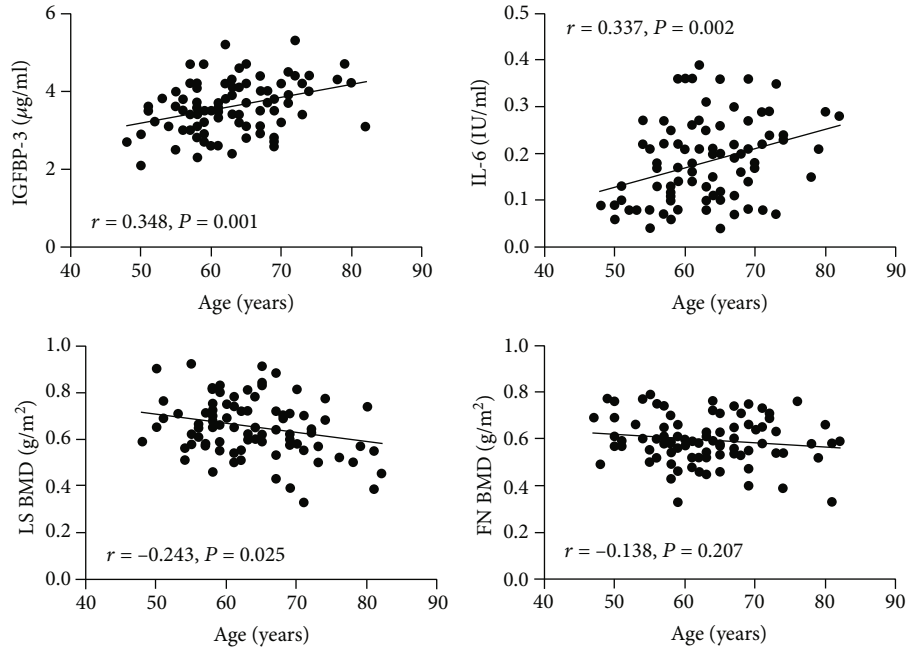 IGFBP-3 (μg/ml)
6
4
2
0
r = 0.348, P = 0.001
40 50 60 70 80 90
Age (years)
IL-6 (IU/ml)
0.5
0.4
0.3
0.2
0.1
0.0
r = 0.337, P = 0.002
40 50 60 70 80 90
Age (years)
LS BMD (g/m²)
1.0
0.8
0.6
0.4
0.2
0.0
r = –0.243, P = 0.025
40 50 60 70 80 90
Age (years)
FN BMD (g/m²)
1.0
0.8
0.6
0.4
0.2
0.0
r = –0.138, P = 0.207
40 50 60 70 80 90
Age (years)